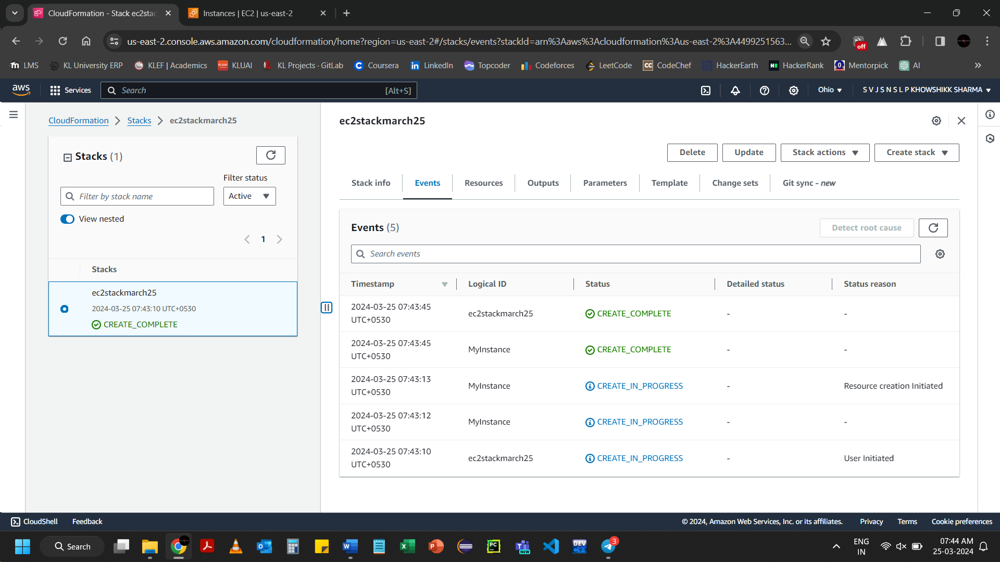 CloudFormation - Stack ec2stac
Instances | EC2 | us-east-2
us-east-2.console.aws.amazon.com/cloudformation/home?region=us-east-2#/stacks/events?stackId=arn%3Aaws%3Acloudformation%3Aus-east-2%3A4499251563...
off
LMS
KL University ERP
KLEF | Academics
KLUAI
KL Projects · GitLab
Coursera
LinkedIn
Topcoder
Codeforces
LeetCode
CodeChef
HackerEarth
HackerRank
Mentorpick
AI
aws
Services
Search
[Alt+S]
Ohio
S V J S N S L P KHOWSHIKK SHARMA
CloudFormation
Stacks
ec2stackmarch25
Stacks (1)
Filter status
Filter by stack name
Active
View nested
1
Stacks
ec2stackmarch25
2024-03-25 07:43:10 UTC+0530
CREATE_COMPLETE
ec2stackmarch25
Delete
Update
Stack actions
Create stack
Stack info
Events
Resources
Outputs
Parameters
Template
Change sets
Git sync - new
Events (5)
Detect root cause
Search events
Timestamp
Logical ID
Status
Detailed status
Status reason
2024-03-25 07:43:45
UTC+0530
ec2stackmarch25
CREATE_COMPLETE
-
-
2024-03-25 07:43:45
UTC+0530
MyInstance
CREATE_COMPLETE
-
-
2024-03-25 07:43:13
UTC+0530
MyInstance
CREATE_IN_PROGRESS
-
Resource creation Initiated
2024-03-25 07:43:12
UTC+0530
MyInstance
CREATE_IN_PROGRESS
-
-
2024-03-25 07:43:10
UTC+0530
ec2stackmarch25
CREATE_IN_PROGRESS
-
User Initiated
CloudShell
Feedback
© 2024, Amazon Web Services, Inc. or its affiliates.
Privacy
Terms
Cookie preferences
Search
NEW
DEV
3
ENG
IN
07:44 AM
25-03-2024